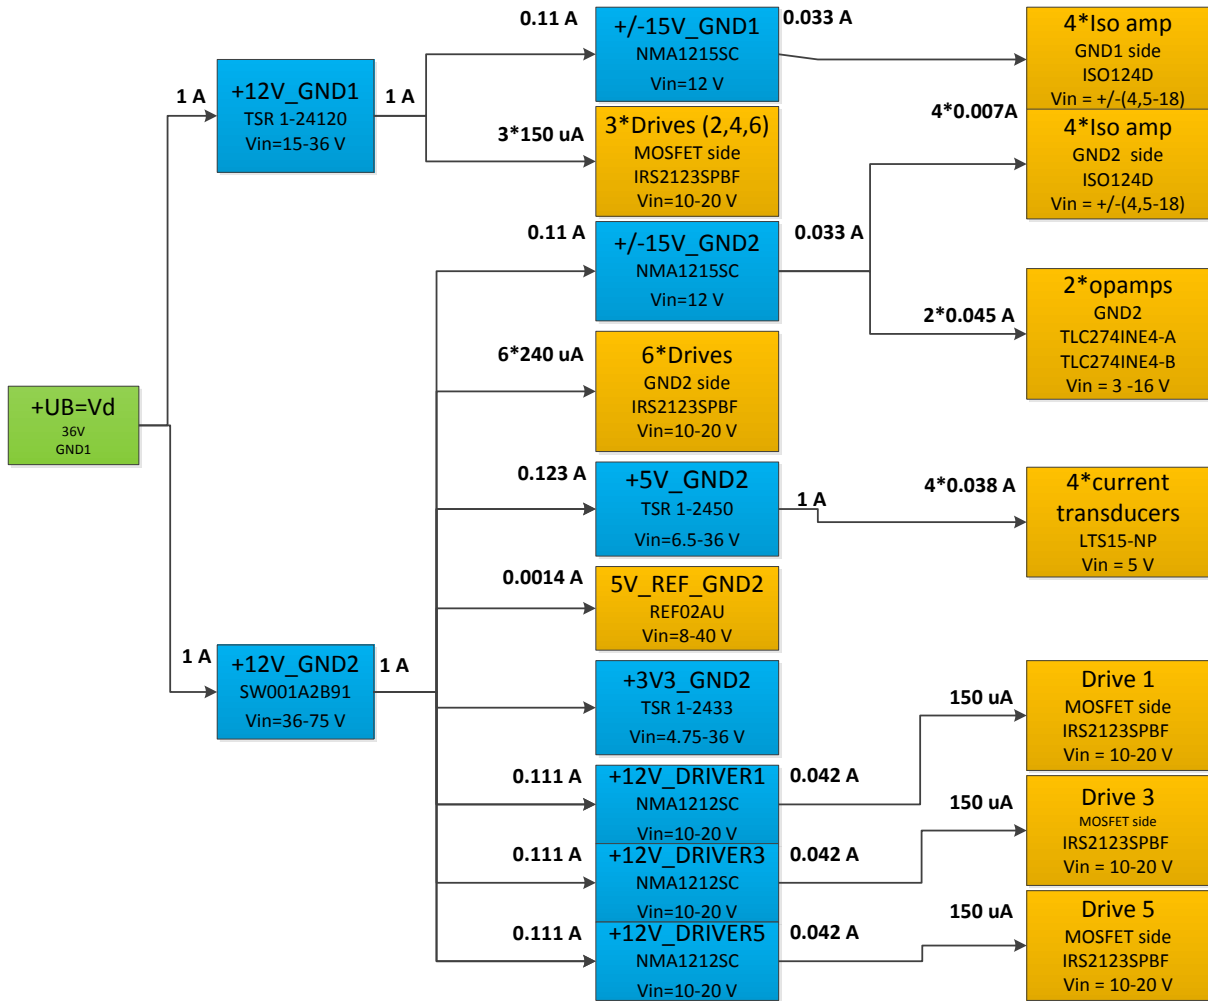 +UB=Vd
36V
GND1
1 A
+12V_GND1
TSR 1-24120
Vin=15-36 V
1 A
1 A
+12V_GND2
SW001A2B91
Vin=36-75 V
1 A
0.11 A
+/-15V_GND1
NMA1215SC
Vin=12 V
0.033 A
3*150 uA
3*Drives (2,4,6)
MOSFET side
IRS2123SPBF
Vin=10-20 V
0.11 A
+/-15V_GND2
NMA1215SC
Vin=12 V
0.033 A
6*240 uA
6*Drives
GND2 side
IRS2123SPBF
Vin=10-20 V
0.123 A
+5V_GND2
TSR 1-2450
Vin=6.5-36 V
1 A
0.0014 A
5V_REF_GND2
REF02AU
Vin=8-40 V
+3V3_GND2
TSR 1-2433
Vin=4.75-36 V
0.111 A
+12V_DRIVER1
NMA1212SC
Vin=10-20 V
0.042 A
0.111 A
+12V_DRIVER3
NMA1212SC
Vin=10-20 V
0.042 A
0.111 A
+12V_DRIVER5
NMA1212SC
Vin=10-20 V
0.042 A
4*Iso amp
GND1 side
ISO124D
Vin = +/-(4,5-18)
4*0.007A
4*Iso amp
GND2 side
ISO124D
Vin = +/-(4,5-18)
2*0.045 A
2*opamps
GND2
TLC274INE4-A
TLC274INE4-B
Vin = 3 -16 V
4*0.038 A
4*current
transducers
LTS15-NP
Vin = 5 V
150 uA
Drive 1
MOSFET side
IRS2123SPBF
Vin = 10-20 V
150 uA
Drive 3
MOSFET side
IRS2123SPBF
Vin = 10-20 V
150 uA
Drive 5
MOSFET side
IRS2123SPBF
Vin = 10-20 V